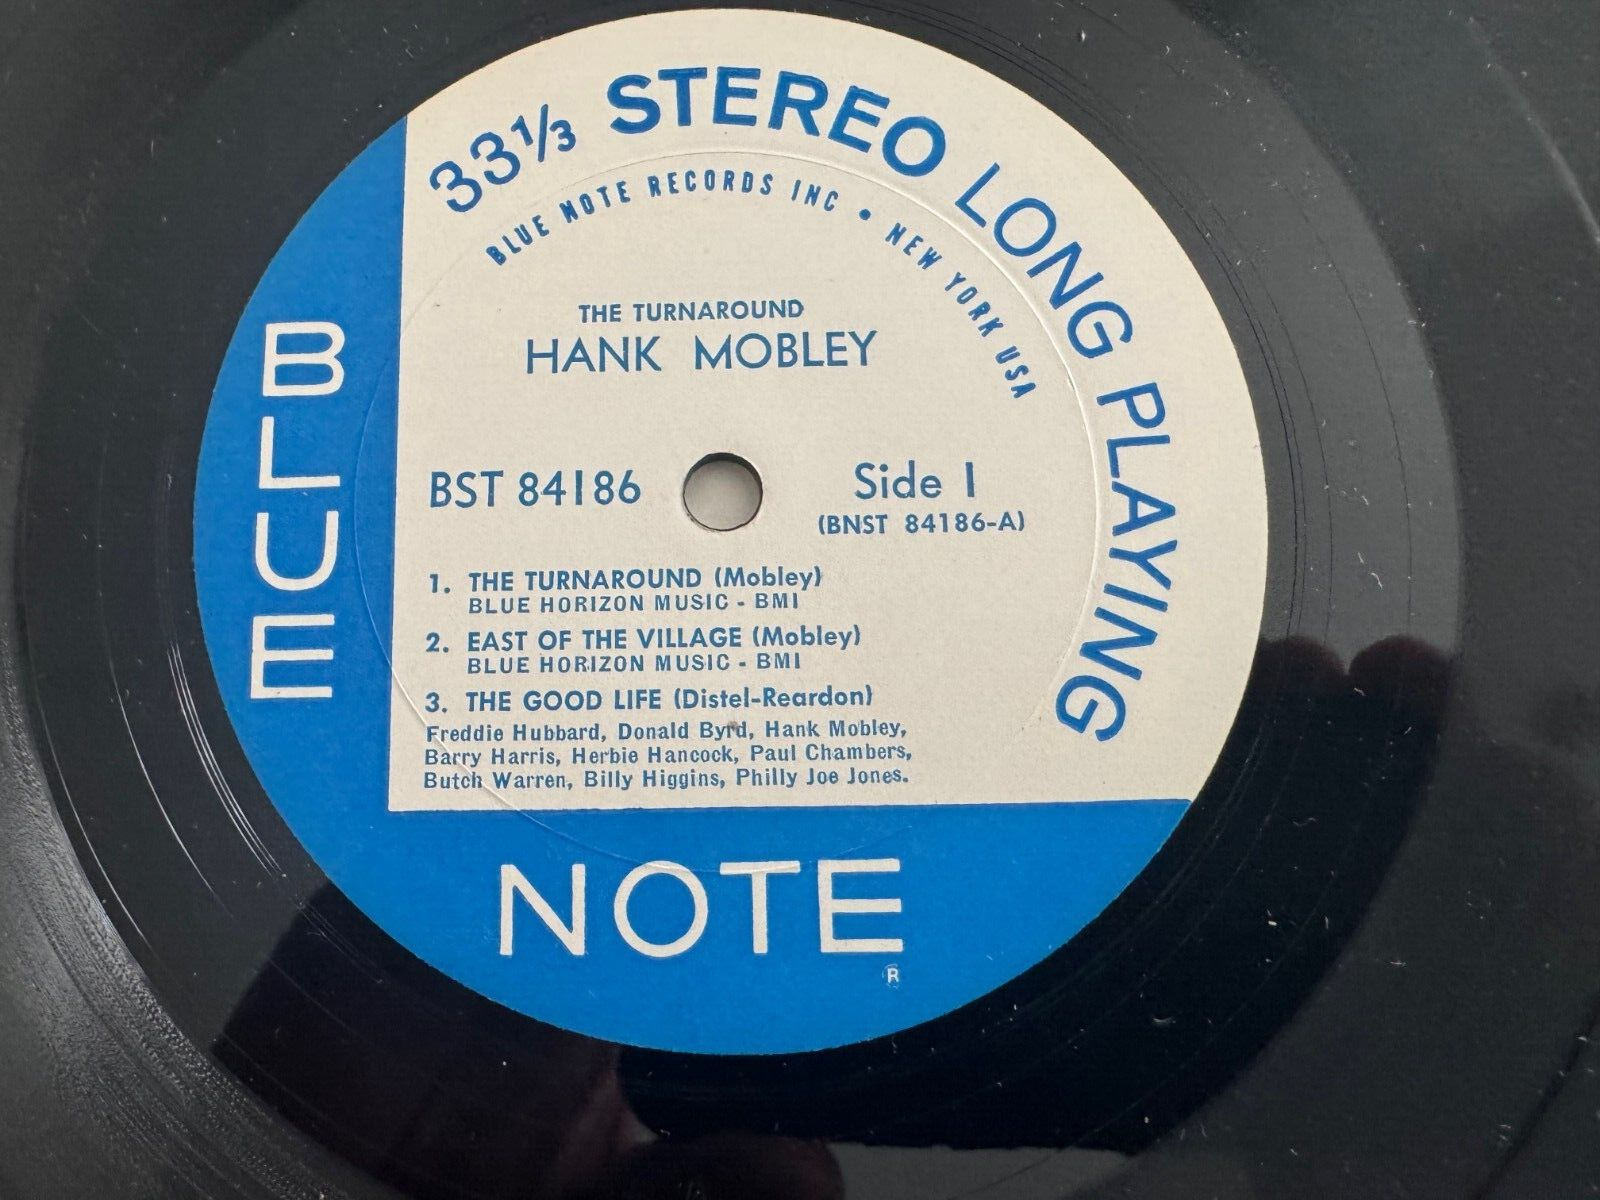 33⅓ STEREO LONG PLAYING
BLUE NOTE RECORDS INC • NEW YORK USA
THE TURNAROUND
HANK MOBLEY
BST 84186
Side 1
(BNST 84186-A)
1. THE TURNAROUND (Mobley)
BLUE HORIZON MUSIC - BMI
2. EAST OF THE VILLAGE (Mobley)
BLUE HORIZON MUSIC - BMI
3. THE GOOD LIFE (Distel-Reardon)
Freddie Hubbard, Donald Byrd, Hank Mobley,
Barry Harris, Herbie Hancock, Paul Chambers,
Butch Warren, Billy Higgins, Philly Joe Jones.
BLUE
NOTE
®